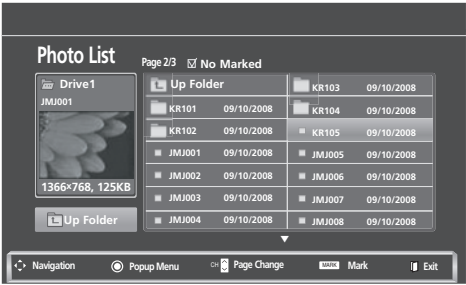 Photo List
Page 2/3 ☑ No Marked
Drive1
JMJ001
1366×768, 125KB
Up Folder
Up Folder
KR101 09/10/2008
KR102 09/10/2008
JMJ001 09/10/2008
JMJ002 09/10/2008
JMJ003 09/10/2008
JMJ004 09/10/2008
KR103 09/10/2008
KR104 09/10/2008
KR105 09/10/2008
JMJ005 09/10/2008
JMJ006 09/10/2008
JMJ007 09/10/2008
JMJ008 09/10/2008
Navigation Popup Menu CH Page Change MARK Mark Exit